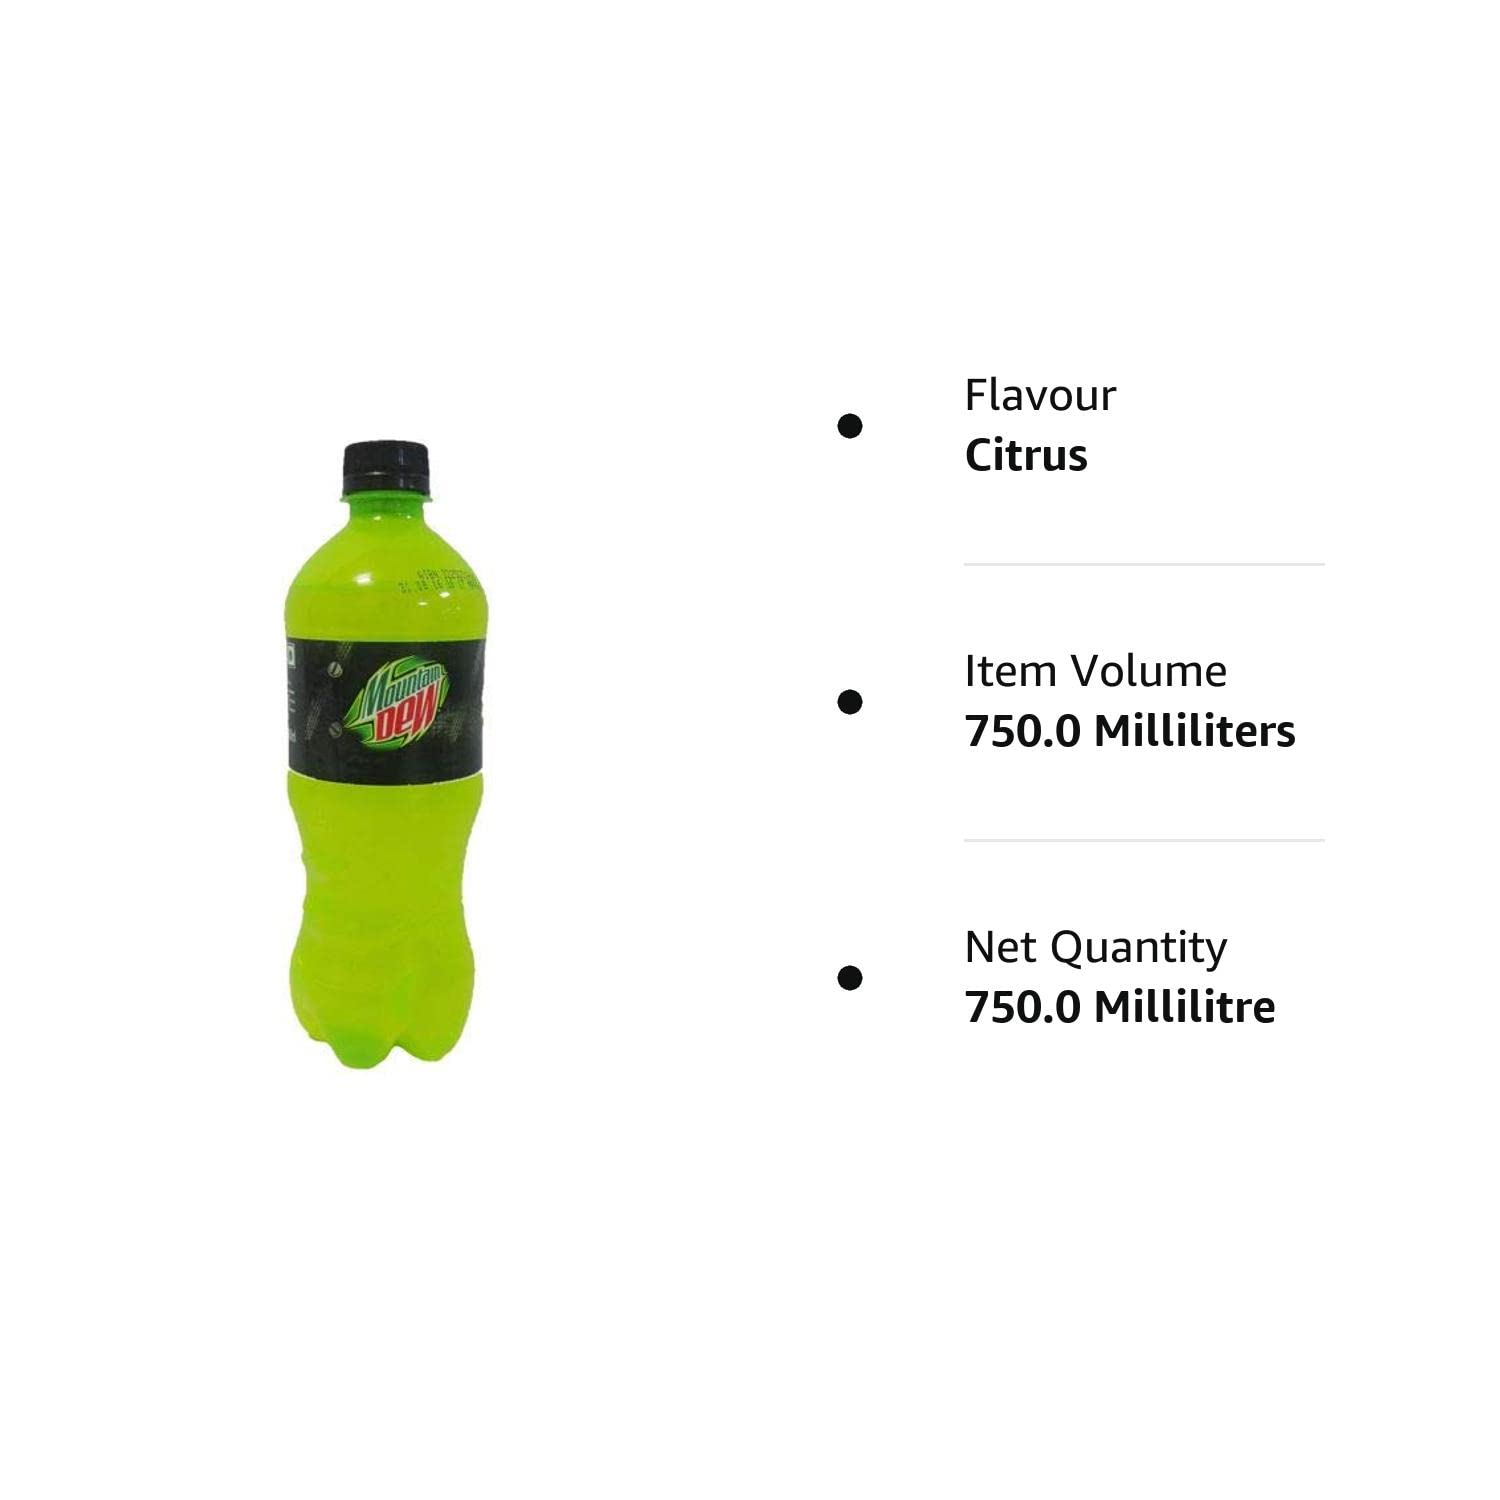 Mountain
Dew
Flavour
Citrus
Item Volume
750.0 Milliliters
Net Quantity
750.0 Millilitre